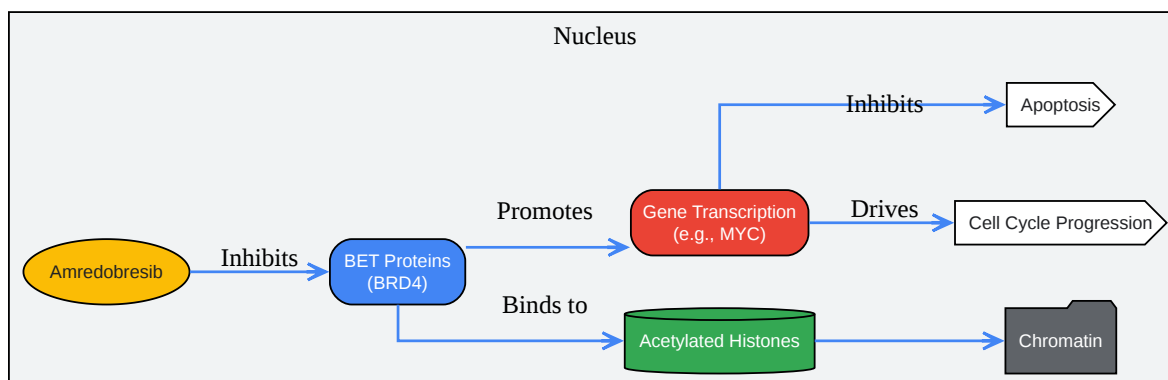 Nucleus
Inhibits
Apoptosis
Gene Transcription
(e.g., MYC)
Promotes
Drives
Cell Cycle Progression
Amredobresib
Inhibits
BET Proteins
(BRD4)
Binds to
Acetylated Histones
Chromatin